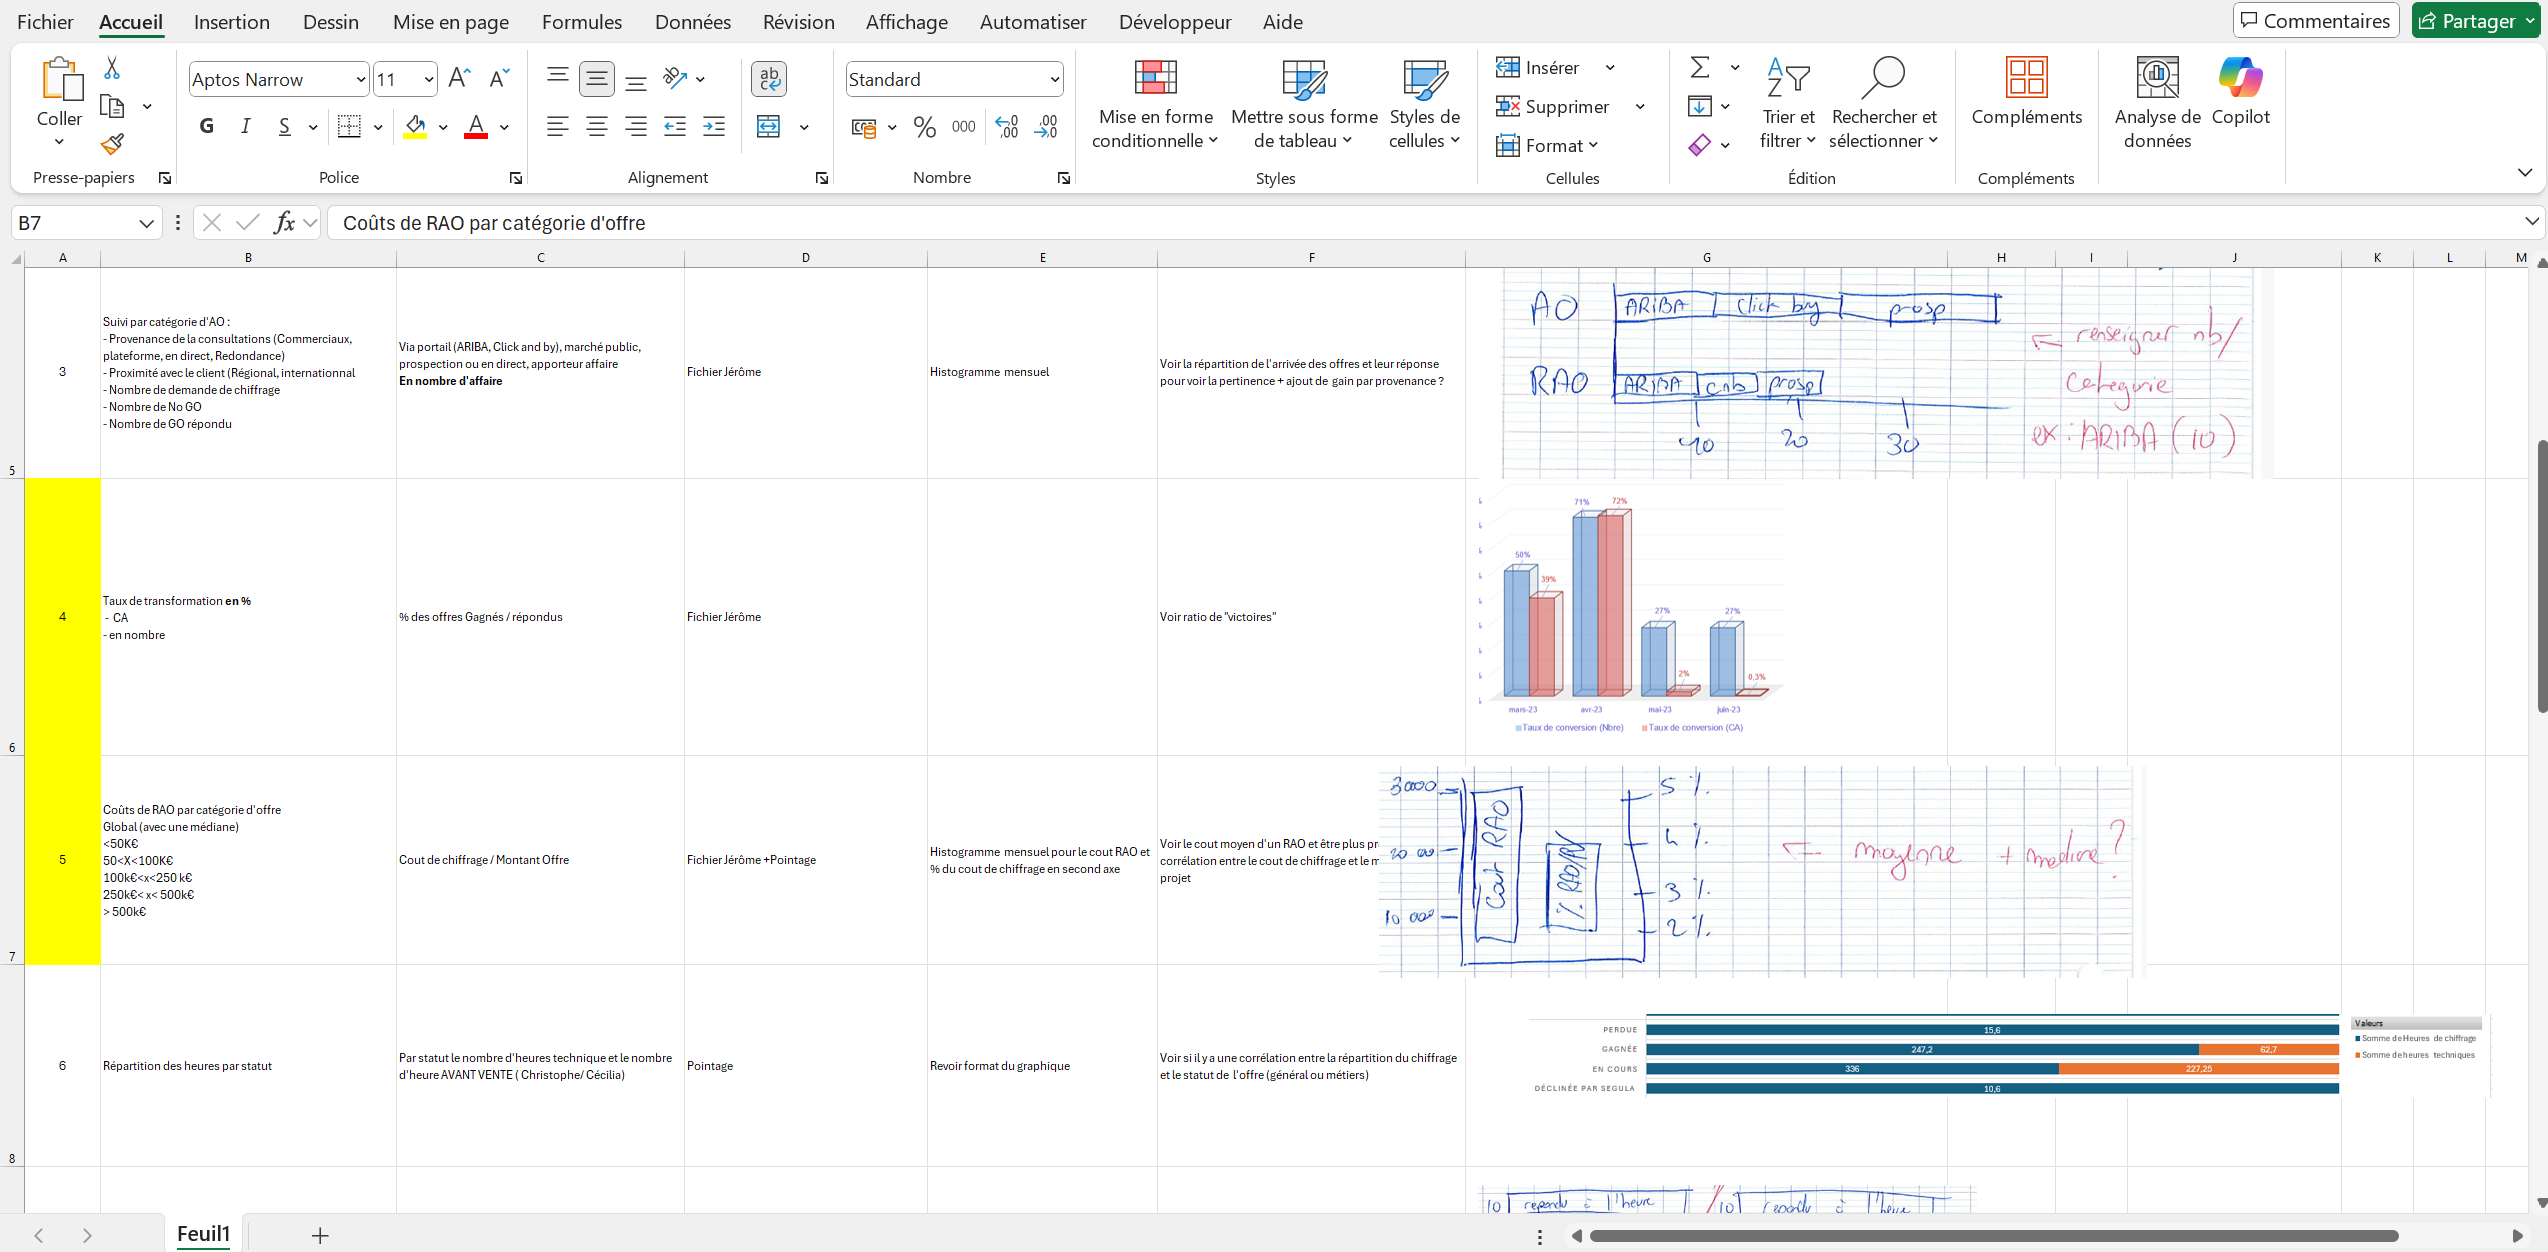 Fichier Accueil Insertion Dessin Mise en page Formules Données Révision Affichage Automatiser Développeur Aide Commentaires Partager
Coller
Presse-papiers
Aptos Narrow 11
G I S
Police
Alignement
Standard
% 000
Nombre
Mise en forme conditionnelle
Mettre sous forme de tableau
Styles de cellules
Styles
Insérer
Supprimer
Format
Cellules
Trier et filtrer
Rechercher et sélectionner
Édition
Compléments
Compléments
Analyse de données
Copilot
B7 fx Coûts de RAO par catégorie d'offre
A B C D E F G H I J K L M
5
3
Suivi par catégorie d'AO :
- Provenance de la consultations (Commerciaux,
plateforme, en direct, Redondance)
- Proximité avec le client (Régional, internationnal
- Nombre de demande de chiffrage
- Nombre de No GO
- Nombre de GO répondu
Via portail (ARIBA, Click and by), marché public,
prospection ou en direct, apporteur affaire
En nombre d'affaire
Fichier Jérôme
Histogramme mensuel
Voir la répartition de l'arrivée des offres et leur réponse
pour voir la pertinence + ajout de gain par provenance ?
AO ARIBA Click by prosp
RAO ARIBA cnb prosp
10 20 30
← renseigner nb/
categorie
ex : ARIBA (10)
6
4
Taux de transformation en %
- CA
- en nombre
% des offres Gagnés / répondus
Fichier Jérôme
Voir ratio de "victoires"
50% 39% 71% 72% 27% 2% 27% 0,3%
mars-23 avr-23 mai-23 juin-23
Taux de conversion (Nbre) Taux de conversion (CA)
7
5
Coûts de RAO par catégorie d'offre
Global (avec une médiane)
<50K€
50<X<100K€
100k€<x<250 k€
250k€< x< 500k€
> 500k€
Cout de chiffrage / Montant Offre
Fichier Jérôme +Pointage
Histogramme mensuel pour le cout RAO et
% du cout de chiffrage en second axe
Voir le cout moyen d'un RAO et être plus pr
corrélation entre le cout de chiffrage et le m
projet
3000
20 000
10 000
Cout RAO
% RAO/AV
5 %
4 %
3 %
2 %
← moyenne + mediane ?
8
6
Répartition des heures par statut
Par statut le nombre d'heures technique et le nombre
d'heure AVANT VENTE ( Christophe/ Cécilia)
Pointage
Revoir format du graphique
Voir si il y a une corrélation entre la répartition du chiffrage
et le statut de l'offre (général ou métiers)
PERDUE 15,6
GAGNÉE 247,2 62,7
EN COURS 336 227,25
DÉCLINÉE PAR SEGULA 10,6
Valeurs
Somme de Heures de chiffrage
Somme de heures techniques
10 repondu à l'heure / 10 repondu à l'heure
Feuil1